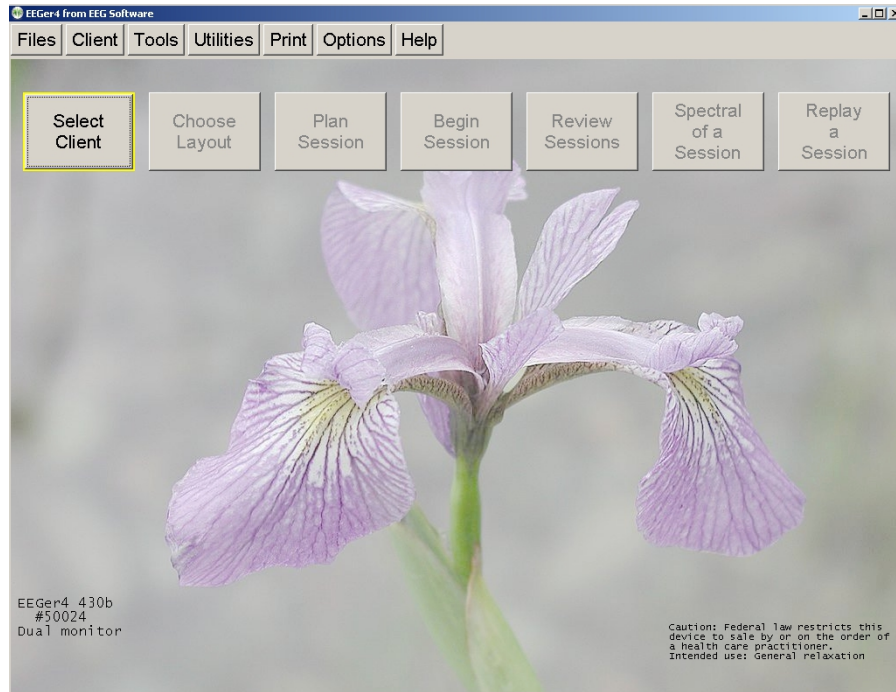 EEGer4 from EEG Software
Files Client Tools Utilities Print Options Help
Select
Client
Choose
Layout
Plan
Session
Begin
Session
Review
Sessions
Spectral
of a
Session
Replay
a
Session
EEGer4 430b
#50024
Dual monitor
Caution: Federal law restricts this
device to sale by or on the order of
a health care practitioner.
Intended use: General relaxation